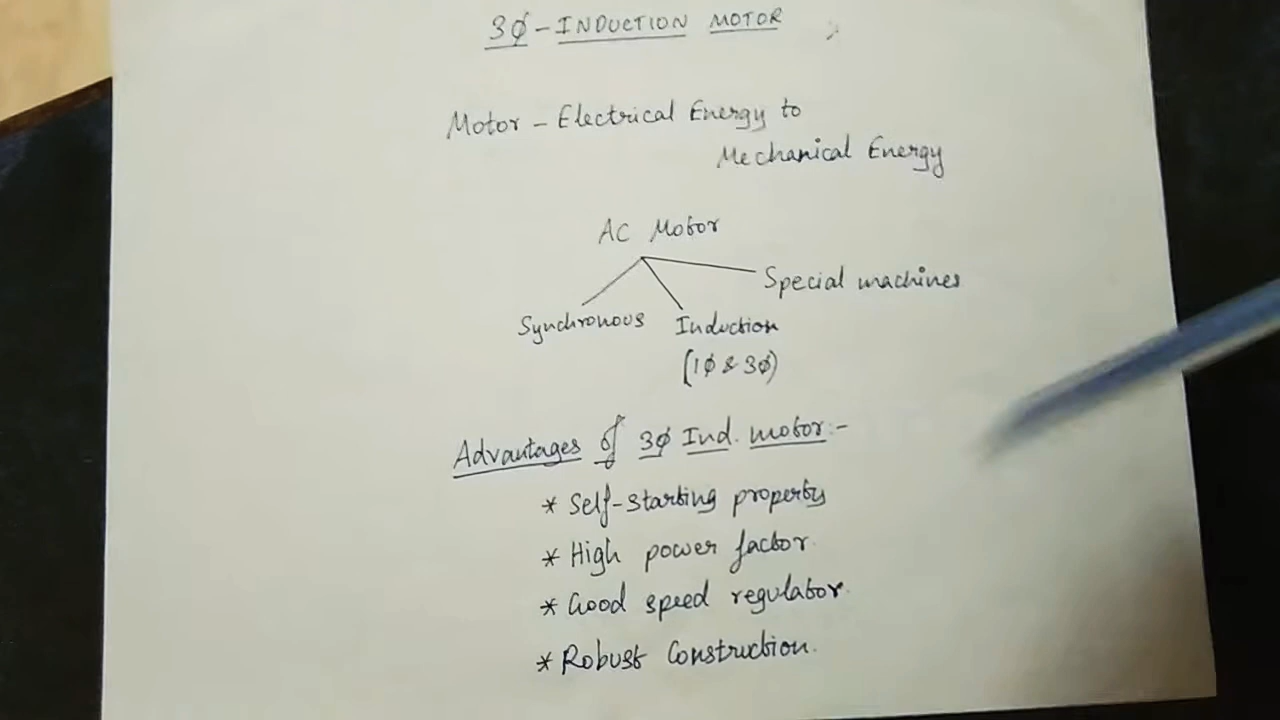 3φ - INDUCTION MOTOR
Motor - Electrical Energy to
Mechanical Energy
AC Motor
Special machines
Synchronous Induction
(1φ & 3φ)
Advantages of 3φ Ind. motor:-
* Self-starting property
* High power factor.
* Good speed regulator.
* Robust Construction.